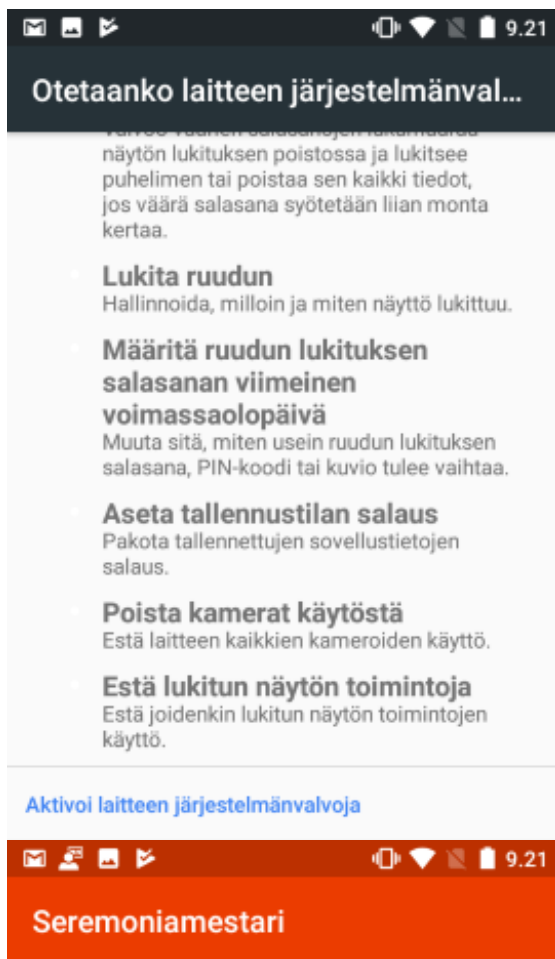 9.21
Otetaanko laitteen järjestelmänval...
näytön lukituksen poistossa ja lukitsee
puhelimen tai poistaa sen kaikki tiedot,
jos väärä salasana syötetään liian monta
kertaa.
Lukita ruudun
Hallinnoida, milloin ja miten näyttö lukittuu.
Määritä ruudun lukituksen
salasanan viimeinen
voimassaolopäivä
Muuta sitä, miten usein ruudun lukituksen
salasana, PIN-koodi tai kuvio tulee vaihtaa.
Aseta tallennustilan salaus
Pakota tallennettujen sovellustietojen
salaus.
Poista kamerat käytöstä
Estä laitteen kaikkien kameroiden käyttö.
Estä lukitun näytön toimintoja
Estä joidenkin lukitun näytön toimintojen
käyttö.
Aktivoi laitteen järjestelmänvalvoja
9.21
Seremoniamestari